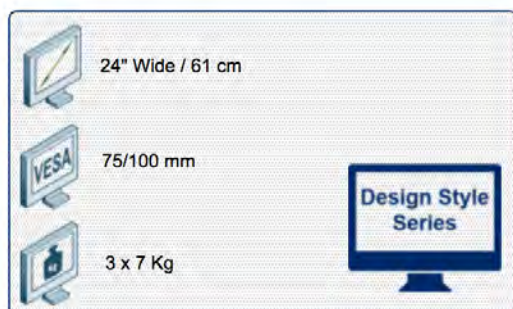 24" Wide / 61 cm
VESA
75/100 mm
3 x 7 Kg
Design Style
Series